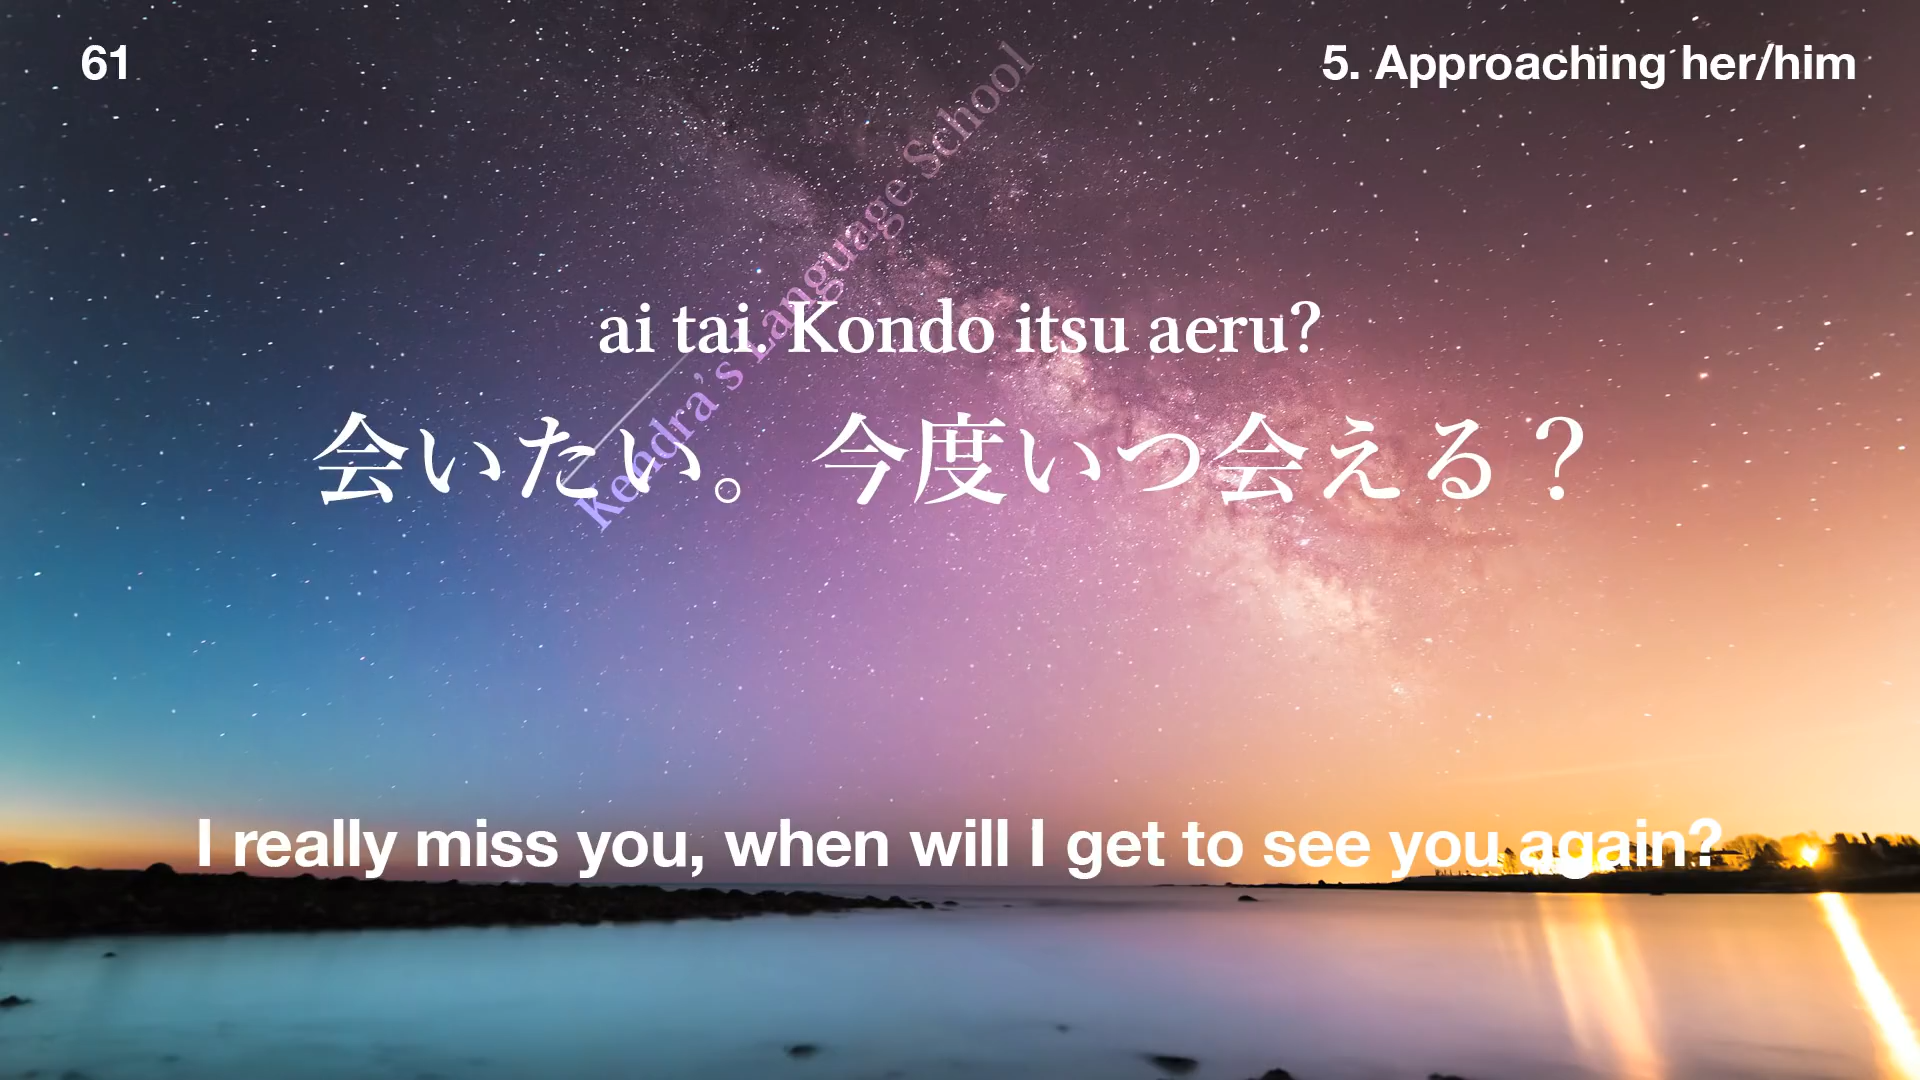 61
5. Approaching her/him
Kendra's Language School
ai tai. Kondo itsu aeru?
会いたい。 今度いつ会える？
I really miss you, when will I get to see you again?